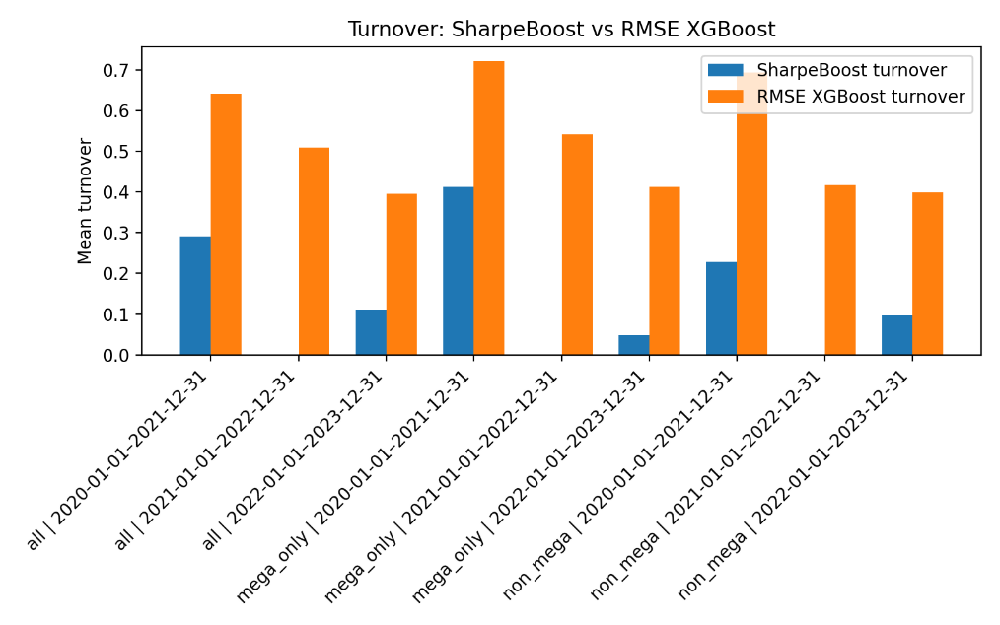 Turnover: SharpeBoost vs RMSE XGBoost
SharpeBoost turnover
RMSE XGBoost turnover
Mean turnover
0.7
0.6
0.5
0.4
0.3
0.2
0.1
0.0
all | 2020-01-01–2021-12-31
all | 2021-01-01–2022-12-31
all | 2022-01-01–2023-12-31
mega_only | 2020-01-01–2021-12-31
mega_only | 2021-01-01–2022-12-31
mega_only | 2022-01-01–2023-12-31
non_mega | 2020-01-01–2021-12-31
non_mega | 2021-01-01–2022-12-31
non_mega | 2022-01-01–2023-12-31